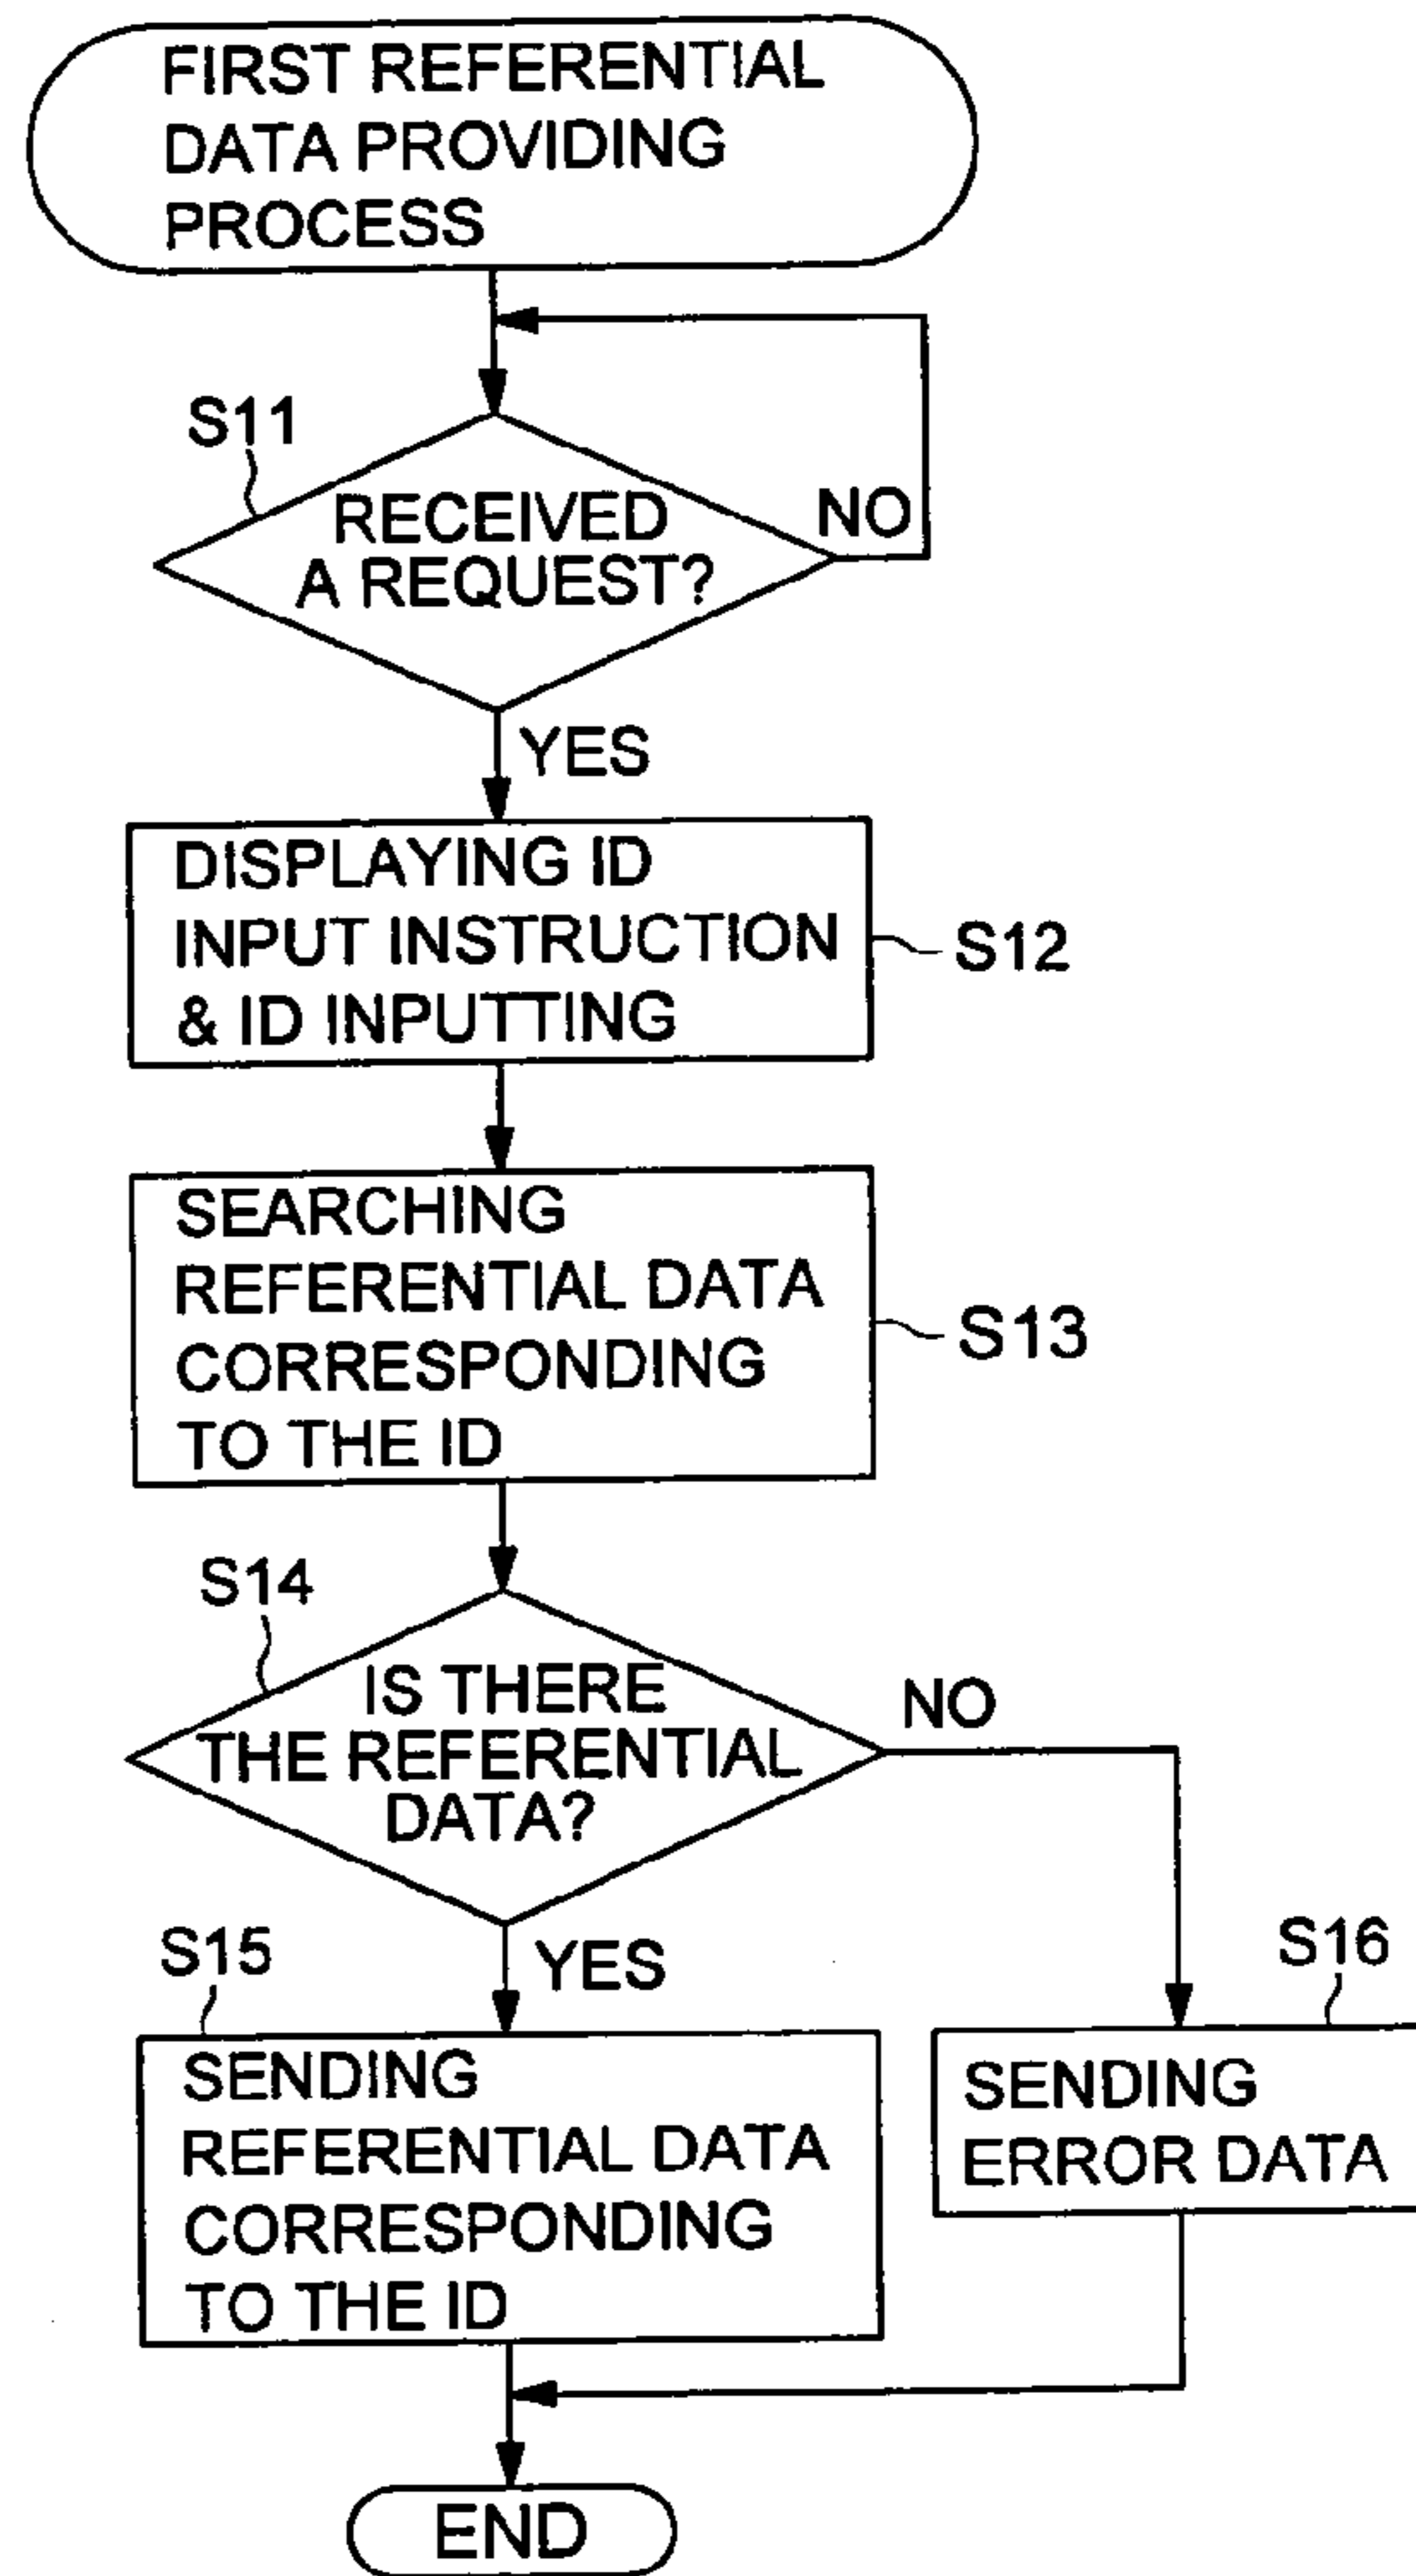 FIRST REFERENTIAL
DATA PROVIDING
PROCESS
S11
RECEIVED
A REQUEST?
NO
YES
DISPLAYING ID
INPUT INSTRUCTION
& ID INPUTTING
S12
SEARCHING
REFERENTIAL DATA
CORRESPONDING
TO THE ID
S13
S14
IS THERE
THE REFERENTIAL
DATA?
NO
YES
S15
SENDING
REFERENTIAL DATA
CORRESPONDING
TO THE ID
S16
SENDING
ERROR DATA
END